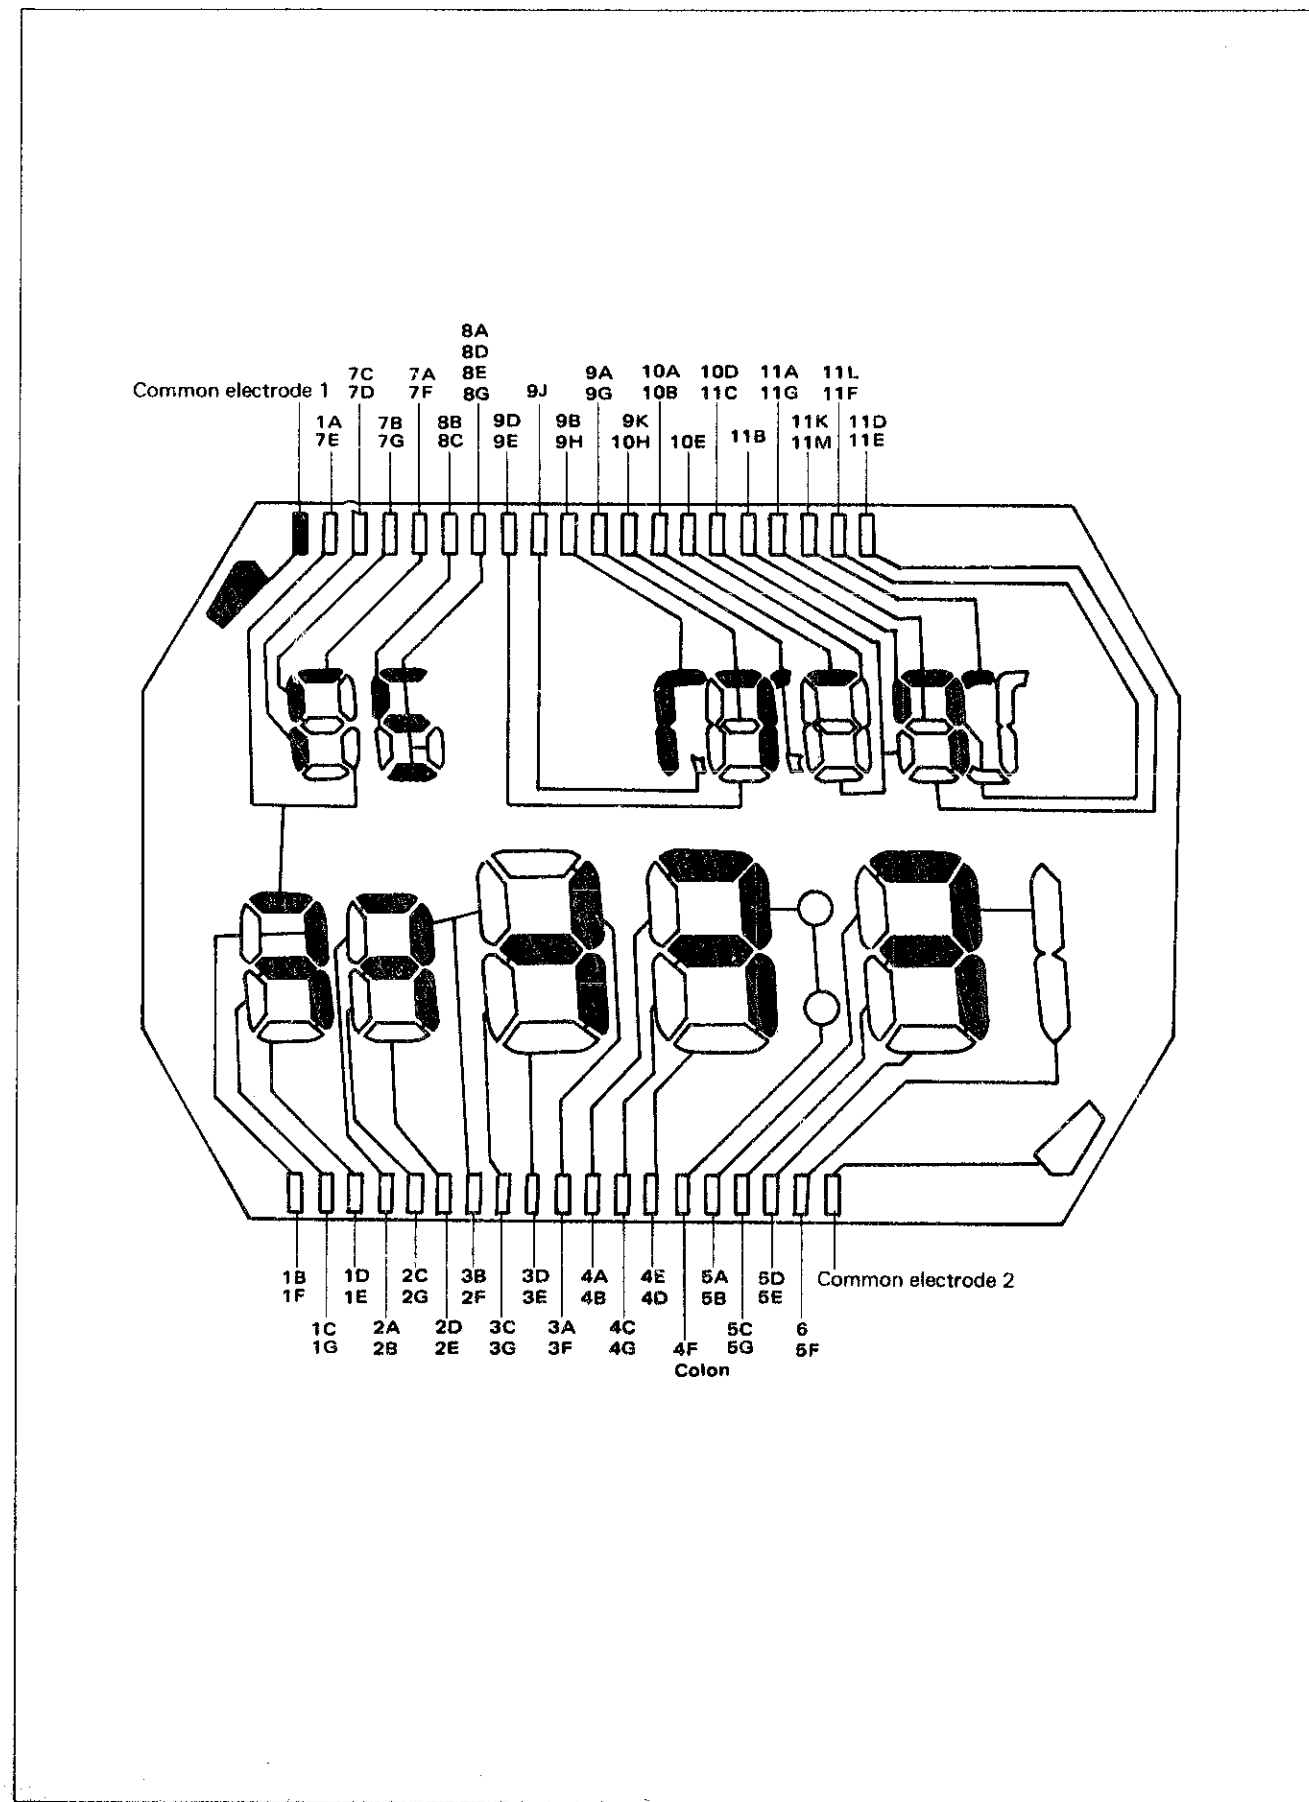 8A
8D
7C 7A 8E 9A 10A 10D 11A 11L
Common electrode 1 7D 7F 8G 9J 9G 10B 11C 11G 11F
1A 7B 8B 9D 9B 9K 11K 11D
7E 7G 8C 9E 9H 10H 10E 11B 11M 11E
1B 1D 2C 3B 3D 4A 4E 5A 5D Common electrode 2
1F 1E 2G 2F 3E 4B 4D 5B 5E
1C 2A 2D 3C 3A 4C 5C 6
1G 2B 2E 3G 3F 4G 4F 5G 5F
Colon